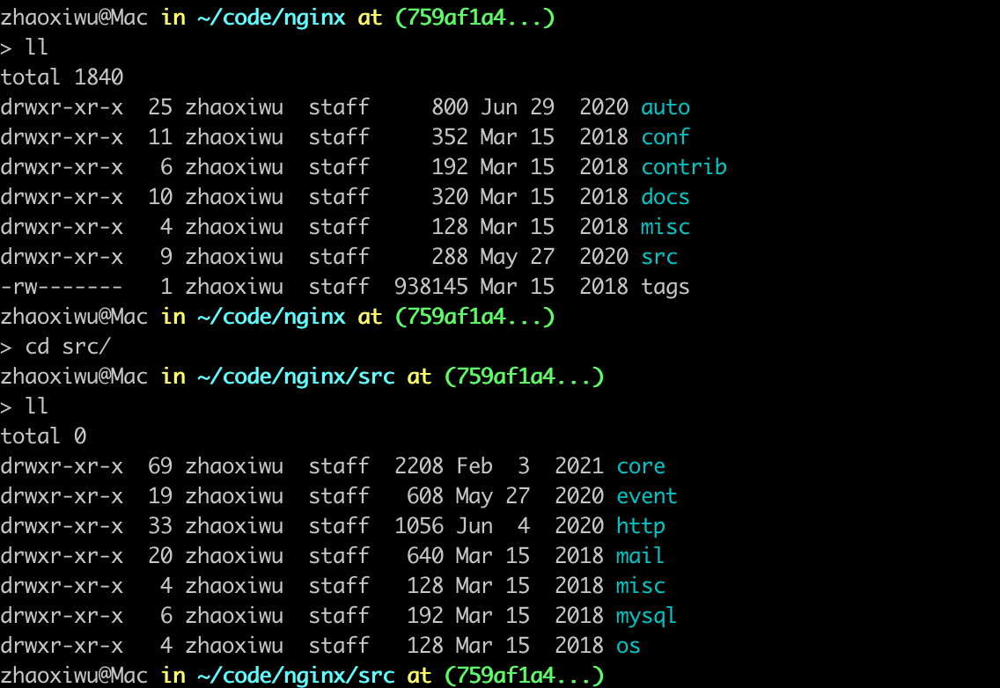 zhaoxiwu@Mac in ~/code/nginx at (759af1a4...)
> ll
total 1840
drwxr-xr-x  25 zhaoxiwu  staff     800 Jun 29  2020 auto
drwxr-xr-x  11 zhaoxiwu  staff     352 Mar 15  2018 conf
drwxr-xr-x   6 zhaoxiwu  staff     192 Mar 15  2018 contrib
drwxr-xr-x  10 zhaoxiwu  staff     320 Mar 15  2018 docs
drwxr-xr-x   4 zhaoxiwu  staff     128 Mar 15  2018 misc
drwxr-xr-x   9 zhaoxiwu  staff     288 May 27  2020 src
-rw-------   1 zhaoxiwu  staff  938145 Mar 15  2018 tags
zhaoxiwu@Mac in ~/code/nginx at (759af1a4...)
> cd src/
zhaoxiwu@Mac in ~/code/nginx/src at (759af1a4...)
> ll
total 0
drwxr-xr-x  69 zhaoxiwu  staff  2208 Feb  3  2021 core
drwxr-xr-x  19 zhaoxiwu  staff   608 May 27  2020 event
drwxr-xr-x  33 zhaoxiwu  staff  1056 Jun  4  2020 http
drwxr-xr-x  20 zhaoxiwu  staff   640 Mar 15  2018 mail
drwxr-xr-x   4 zhaoxiwu  staff   128 Mar 15  2018 misc
drwxr-xr-x   6 zhaoxiwu  staff   192 Mar 15  2018 mysql
drwxr-xr-x   4 zhaoxiwu  staff   128 Mar 15  2018 os
zhaoxiwu@Mac in ~/code/nginx/src at (759af1a4...)